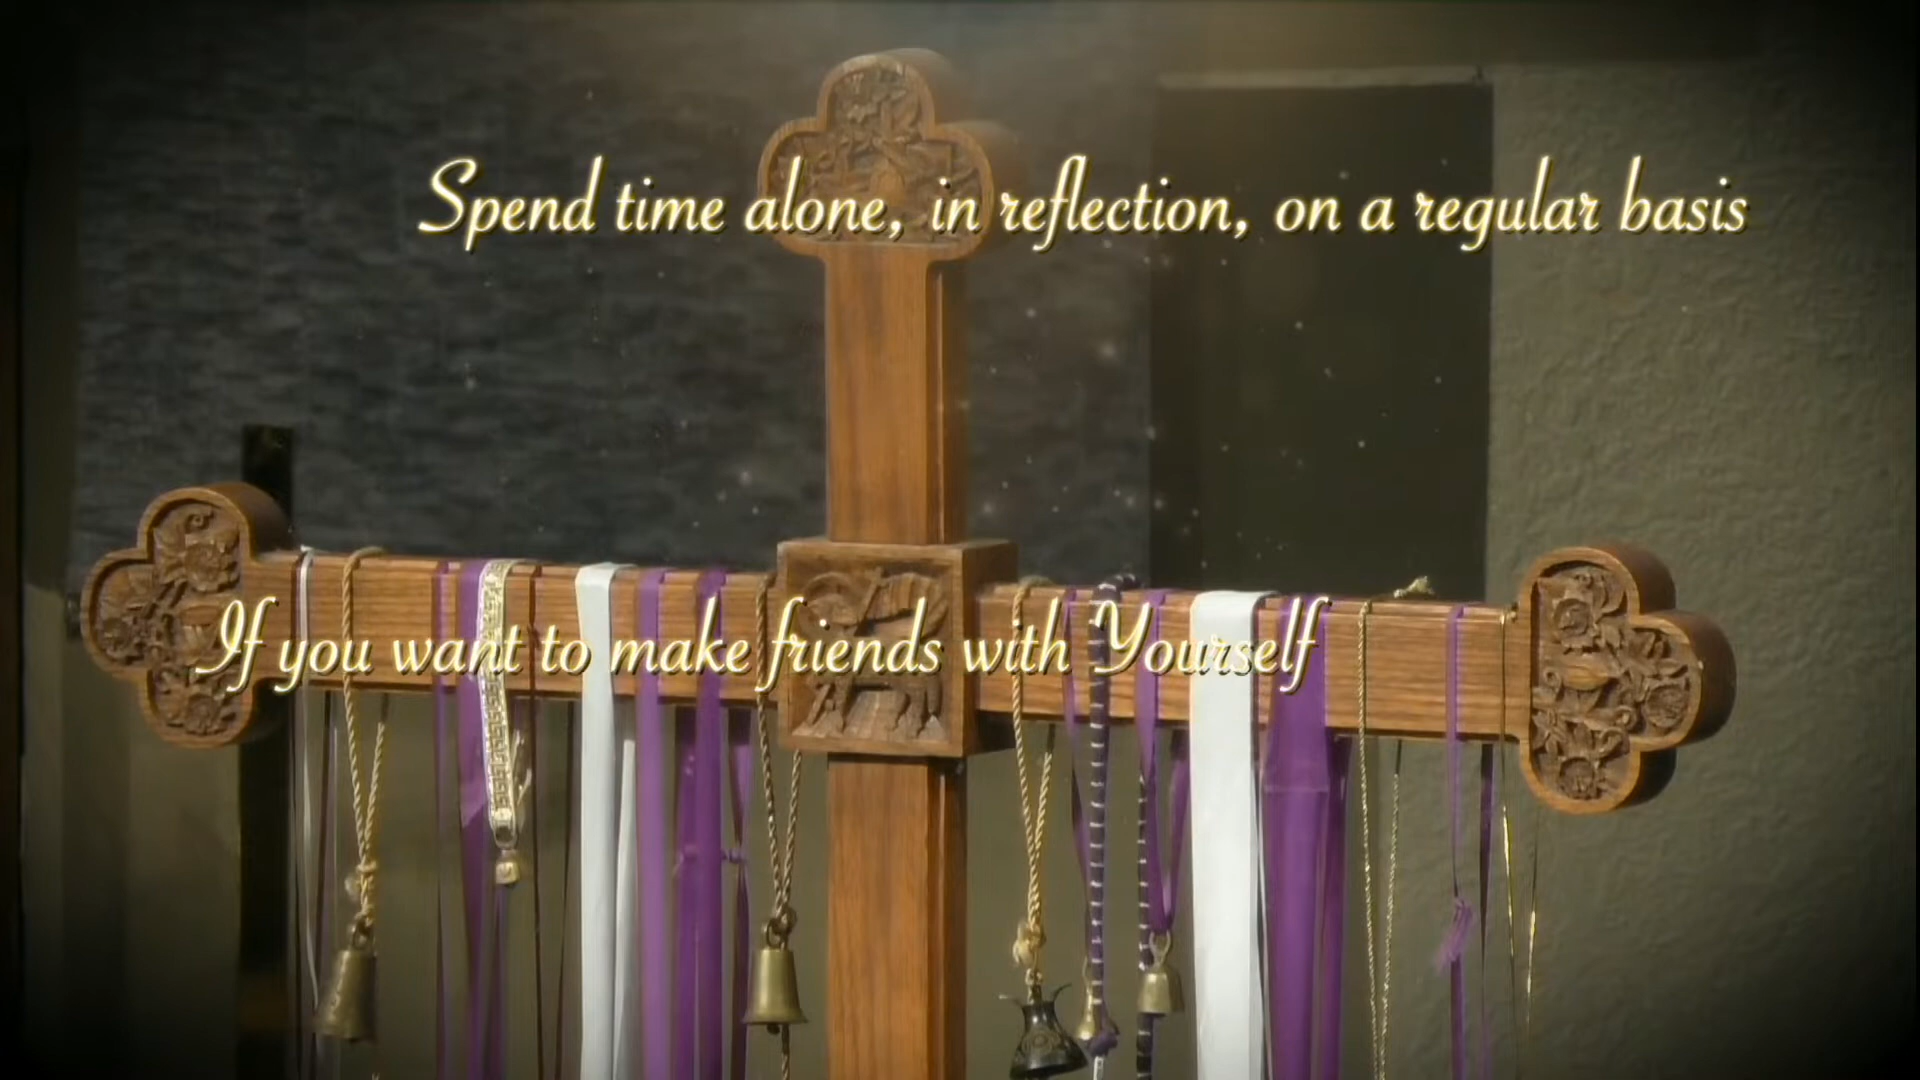 Spend time alone, in reflection, on a regular basis
If you want to make friends with Yourself